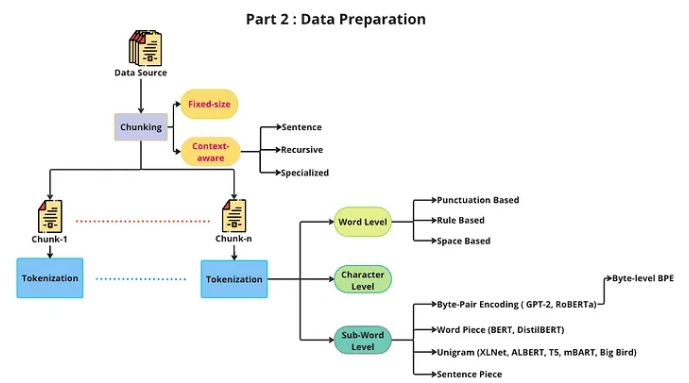 Part 2 : Data Preparation
Data Source
Chunking
Fixed-size
Context-
aware
Sentence
Recursive
Specialized
Chunk-1
Chunk-n
Tokenization
Tokenization
Word Level
Punctuation Based
Rule Based
Space Based
Character
Level
Sub-Word
Level
Byte-Pair Encoding ( GPT-2, RoBERTa)
Byte-level BPE
Word Piece (BERT, DistilBERT)
Unigram (XLNet, ALBERT, T5, mBART, Big Bird)
Sentence Piece